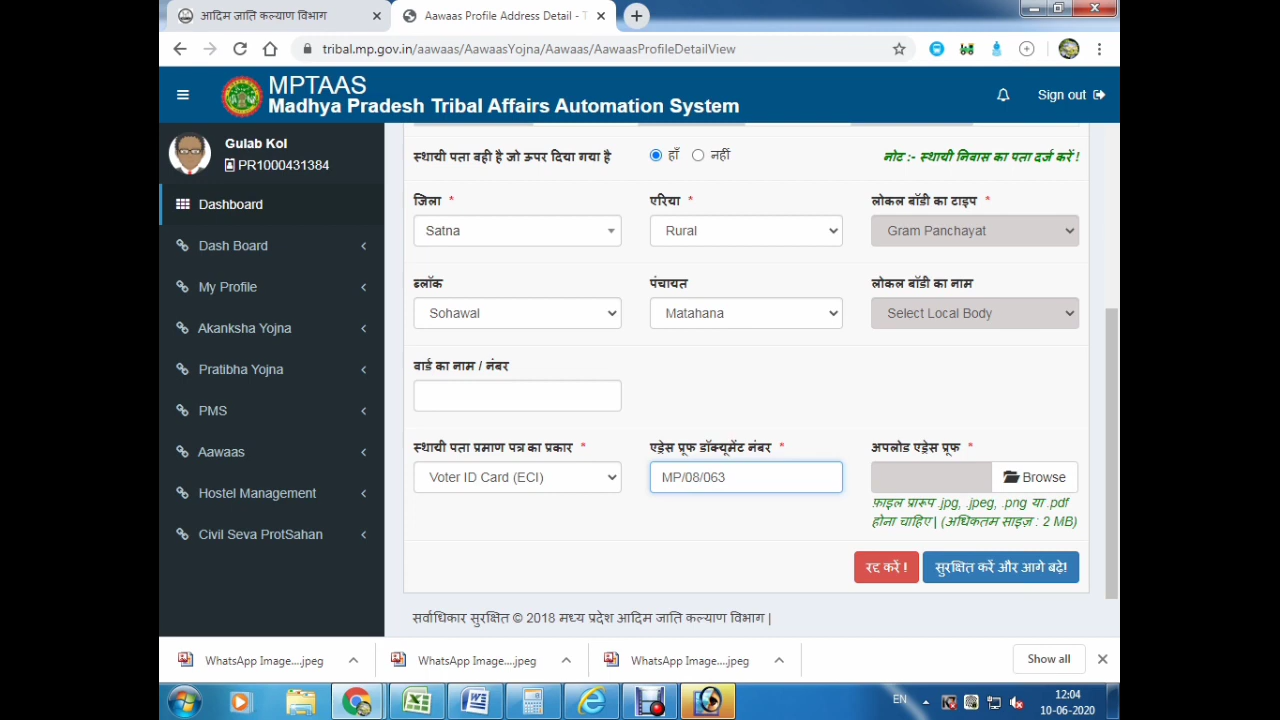 आदिम जाति कल्याण विभाग
Aawaas Profile Address Detail - T
tribal.mp.gov.in/aawaas/AawaasYojna/Aawaas/AawaasProfileDetailView
MPTAAS
Madhya Pradesh Tribal Affairs Automation System
Sign out
Gulab Kol
PR1000431384
Dashboard
Dash Board
My Profile
Akanksha Yojna
Pratibha Yojna
PMS
Aawaas
Hostel Management
Civil Seva ProtSahan
स्थायी पता वही है जो ऊपर दिया गया है हाँ नहीं नोट :- स्थायी निवास का पता दर्ज करें !
जिला * एरिया * लोकल बॉडी का टाइप *
Satna Rural Gram Panchayat
ब्लॉक पंचायत लोकल बॉडी का नाम
Sohawal Matahana Select Local Body
वार्ड का नाम / नंबर
स्थायी पता प्रमाण पत्र का प्रकार * एड्रेस प्रूफ डॉक्यूमेंट नंबर * अपलोड एड्रेस प्रूफ *
Voter ID Card (ECI) MP/08/063 Browse
फ़ाइल प्रारूप .jpg, .jpeg, .png या .pdf
होना चाहिए | (अधिकतम साइज़ : 2 MB)
रद्द करें ! सुरक्षित करें और आगे बढ़े!
सर्वाधिकार सुरक्षित © 2018 मध्य प्रदेश आदिम जाति कल्याण विभाग |
WhatsApp Image....jpeg WhatsApp Image....jpeg WhatsApp Image....jpeg Show all
EN 12:04
10-06-2020